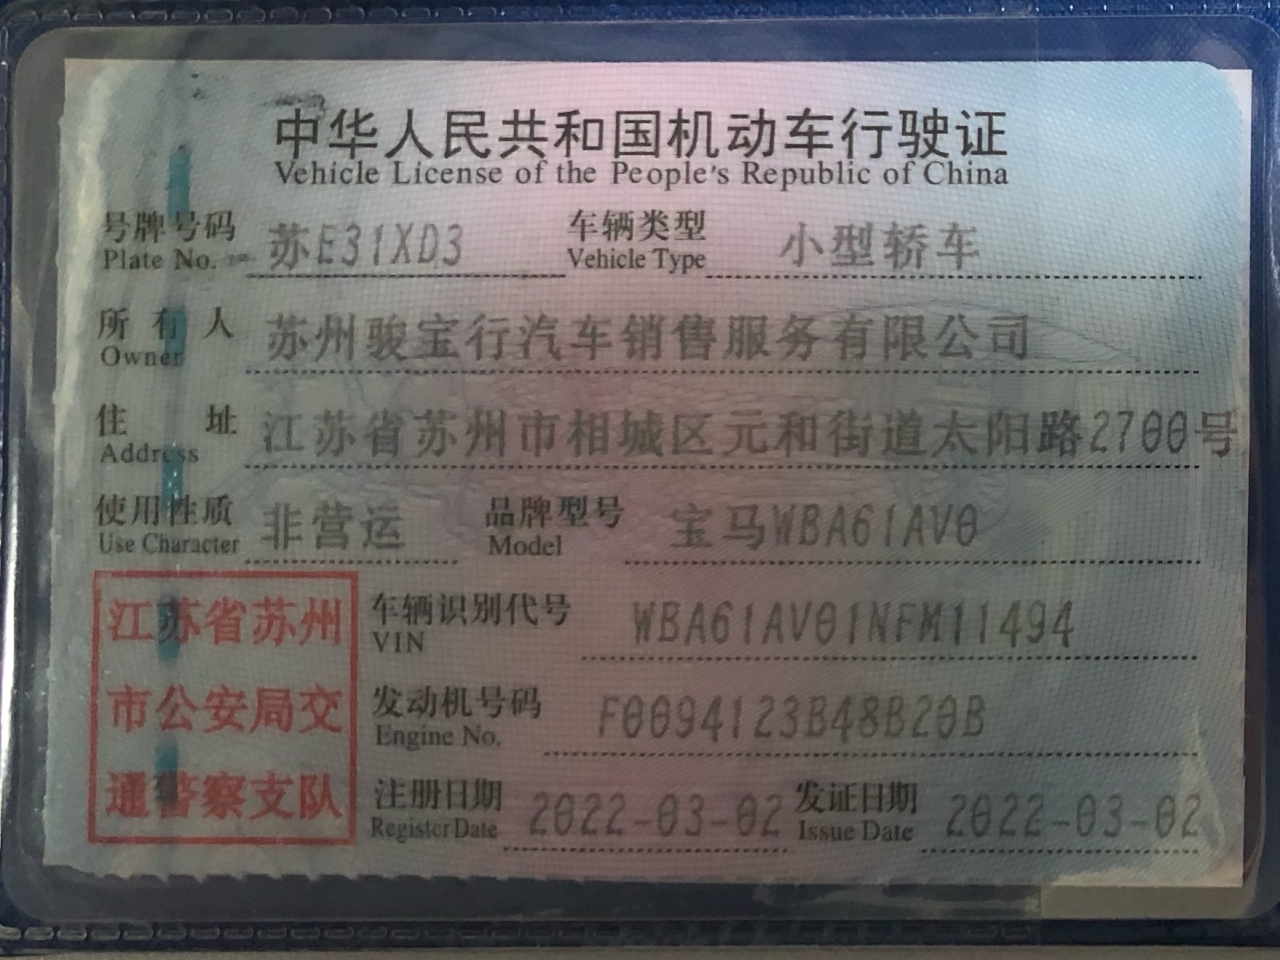 中华人民共和国机动车行驶证
Vehicle License of the People's Republic of China
号牌号码 苏E31XD3 车辆类型 小型轿车
Plate No. Vehicle Type
所有人 苏州骏宝行汽车销售服务有限公司
Owner
住址 江苏省苏州市相城区元和街道太阳路2700号
Address
使用性质 非营运 品牌型号 宝马WBA61AV0
Use Character Model
江苏省苏州
市公安局交
通警察支队
车辆识别代号 WBA61AV01NFM11494
VIN
发动机号码 F0094123B48B20B
Engine No.
注册日期 2022-03-02 发证日期 2022-03-02
Register Date Issue Date